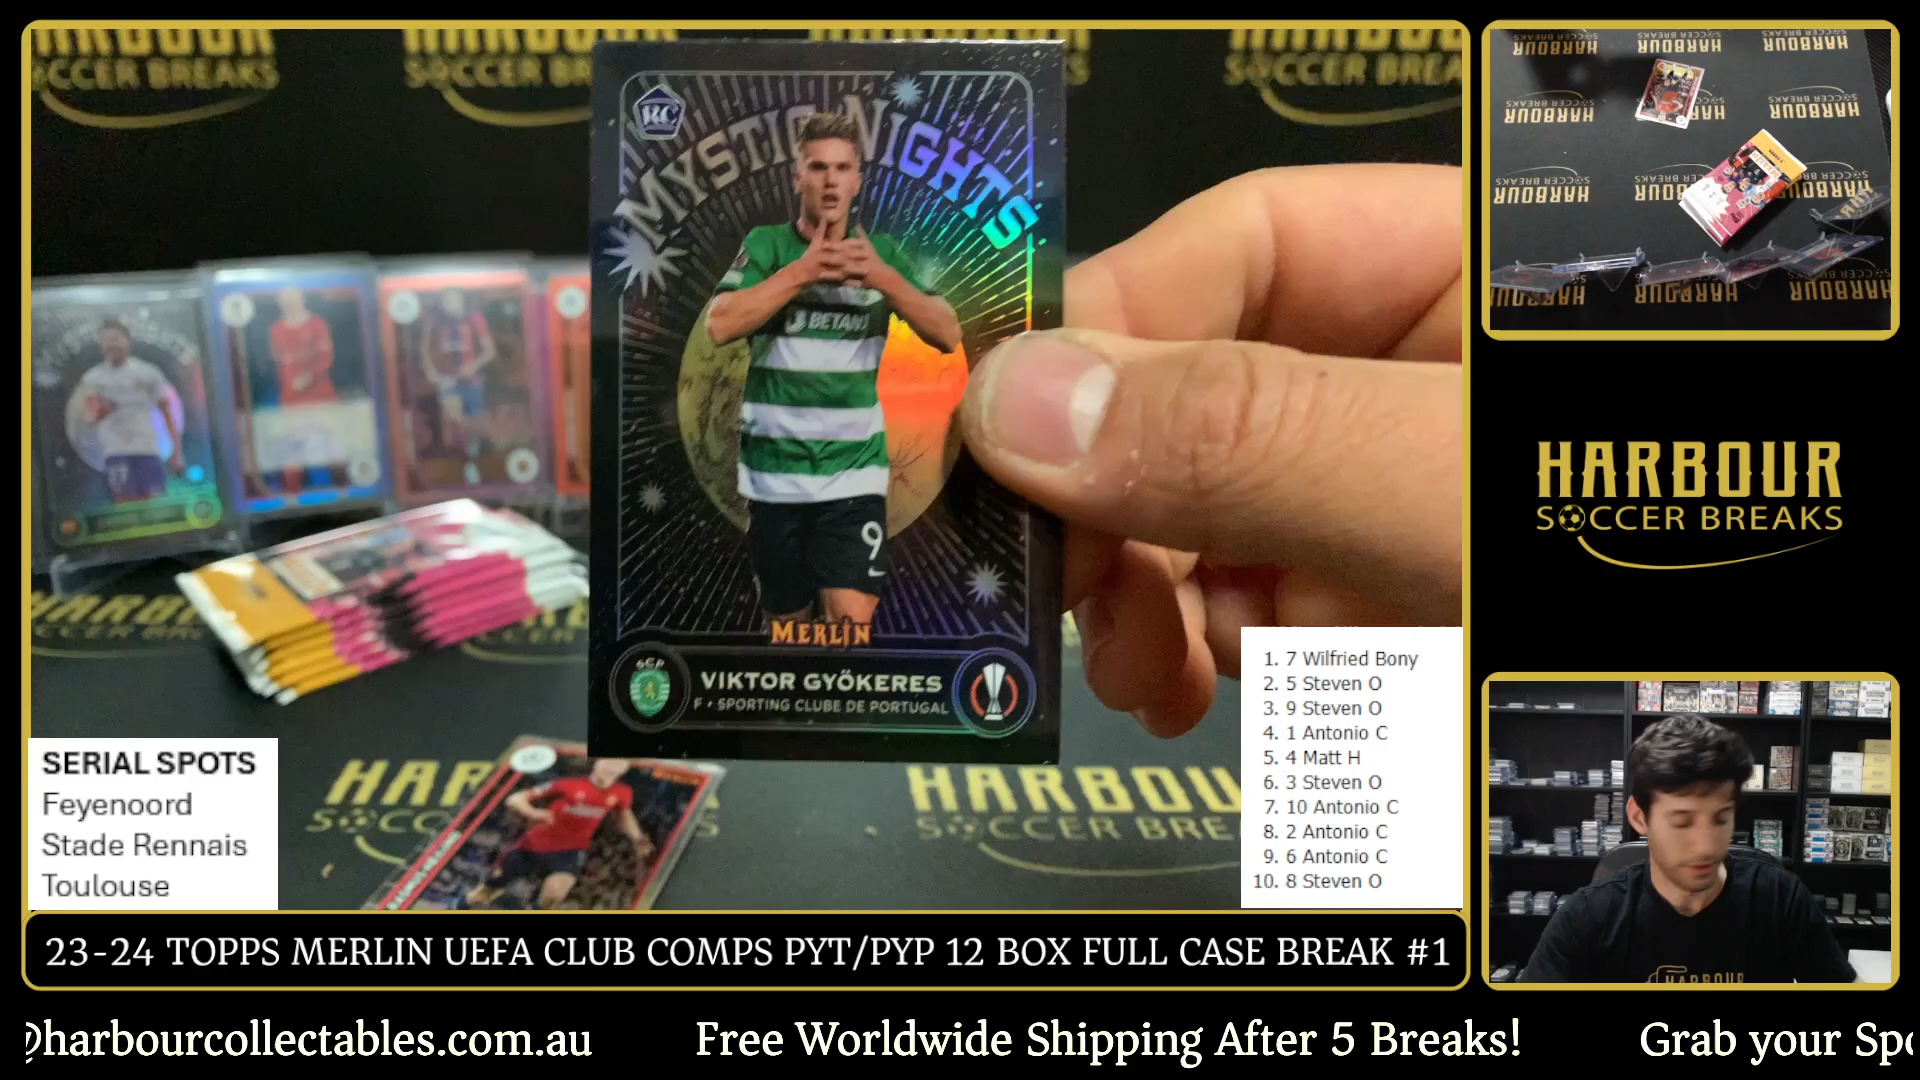 HARBOUR
SOCCER BREAKS
RC
MYSTIC NIGHTS
BETANO
9
MERLIN
SCP
VIKTOR GYÖKERES
F • SPORTING CLUBE DE PORTUGAL
HARBOUR
SOCCER BREAKS
SERIAL SPOTS
Feyenoord
Stade Rennais
Toulouse
1. 7 Wilfried Bony
2. 5 Steven O
3. 9 Steven O
4. 1 Antonio C
5. 4 Matt H
6. 3 Steven O
7. 10 Antonio C
8. 2 Antonio C
9. 6 Antonio C
10. 8 Steven O
23-24 TOPPS MERLIN UEFA CLUB COMPS PYT/PYP 12 BOX FULL CASE BREAK #1
@harbourcollectables.com.au Free Worldwide Shipping After 5 Breaks! Grab your